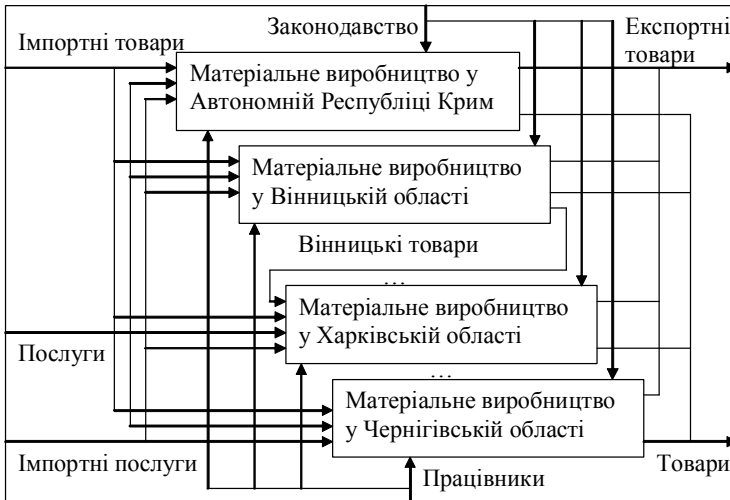 Законодавство
Імпортні товари
Експортні
товари
Матеріальне виробництво у
Автономній Республіці Крим
Матеріальне виробництво
у Вінницькій області
Вінницькі товари
…
Матеріальне виробництво
у Харківській області
Послуги
…
Матеріальне виробництво
у Чернігівській області
Імпортні послуги
Працівники
Товари